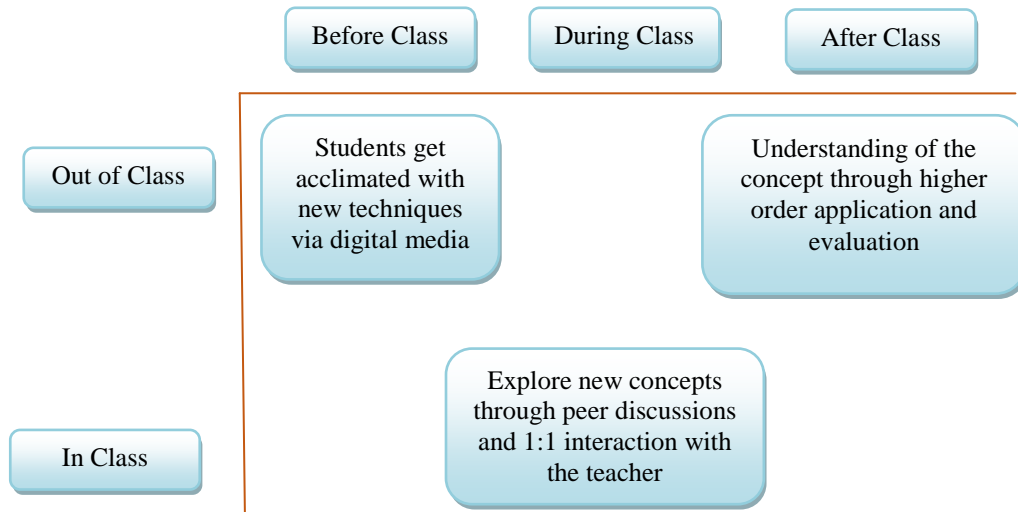 Before Class
During Class
After Class
Out of Class
Students get
acclimated with
new techniques
via digital media
Understanding of the
concept through higher
order application and
evaluation
In Class
Explore new concepts
through peer discussions
and 1:1 interaction with
the teacher